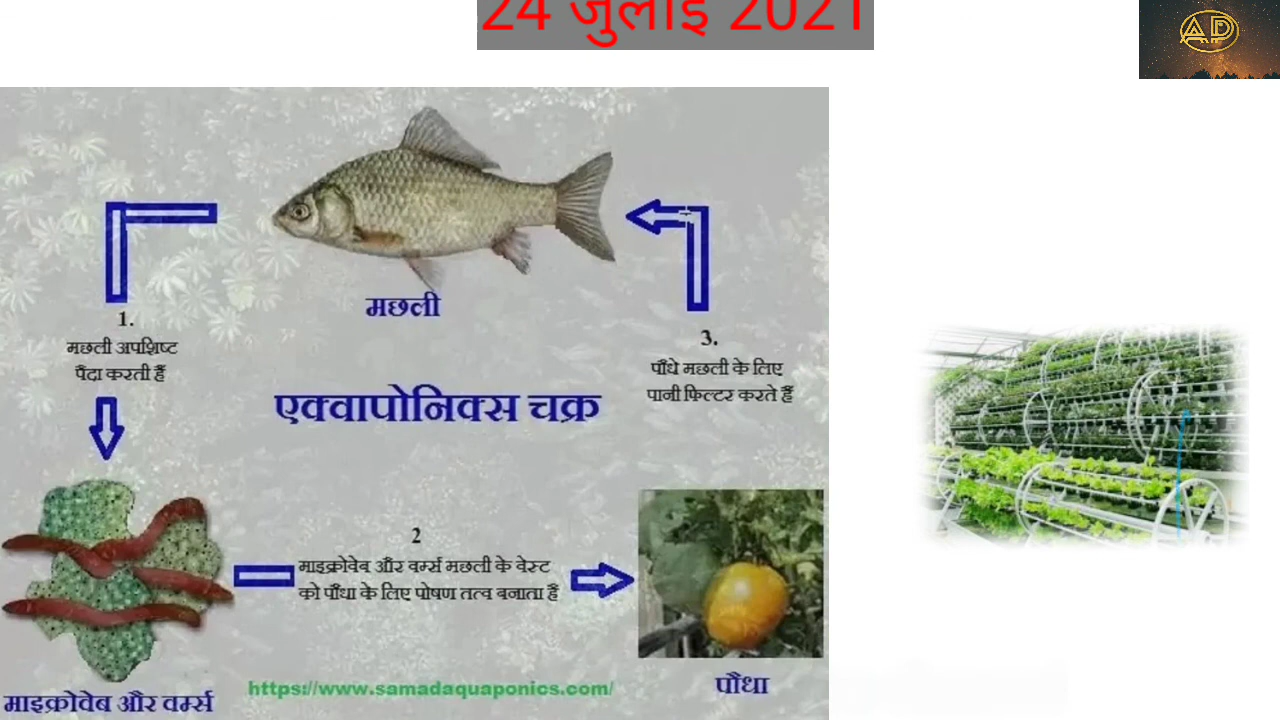 24 जुलाई 2021
AD
मछली
1.
मछली अपशिष्ट
पैदा करती हैं
3.
पौधे मछली के लिए
पानी फिल्टर करते हैं
एक्वापोनिक्स चक्र
2
माइक्रोवेब और वर्म्स मछली के वेस्ट
को पौधा के लिए पोषण तत्व बनाता है
माइक्रोवेब और वर्म्स
https://www.samadaquaponics.com/
पौधा